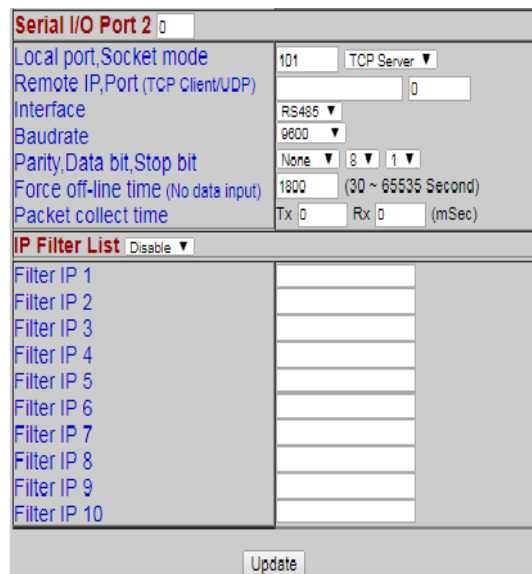 Serial I/O Port 2 0
Local port,Socket mode 101 TCP Server ▼
Remote IP,Port (TCP Client/UDP) 0
Interface RS485 ▼
Baudrate 9600 ▼
Parity,Data bit,Stop bit None ▼ 8 ▼ 1 ▼
Force off-line time (No data input) 1800 (30 ~ 65535 Second)
Packet collect time Tx 0 Rx 0 (mSec)
IP Filter List Disable ▼
Filter IP 1
Filter IP 2
Filter IP 3
Filter IP 4
Filter IP 5
Filter IP 6
Filter IP 7
Filter IP 8
Filter IP 9
Filter IP 10
Update